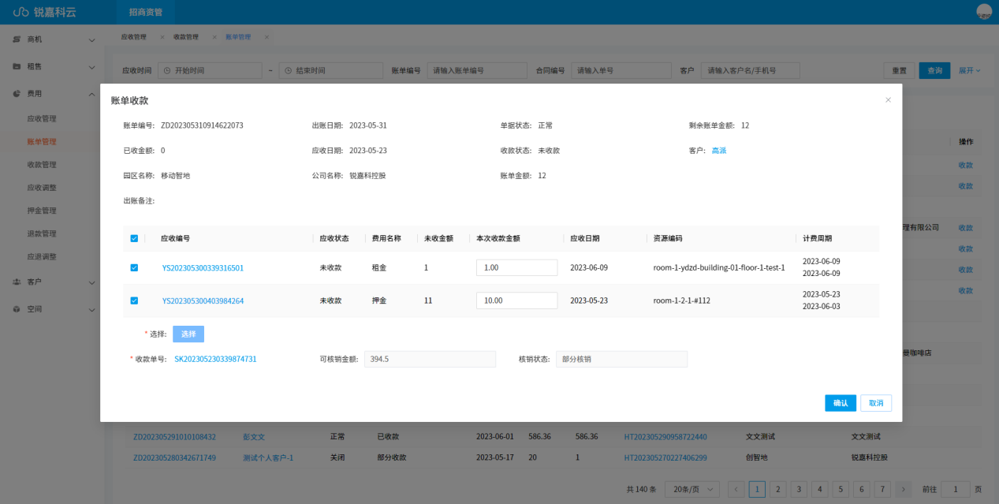 锐嘉科云 招商资管
商机 应收管理 × 收款管理 × 账单管理 ×
租售 应收时间 开始时间 - 结束时间 账单编号 请输入账单编号 合同编号 请输入单号 客户 请输入客户名/手机号 重置 查询 展开
费用
应收管理
账单管理
收款管理
应收调整
押金管理
退款管理
应退调整
客户
空间
账单收款 ×
账单编号: ZD202305310914622073 出账日期: 2023-05-31 单据状态: 正常 剩余账单金额: 12
已收金额: 0 应收日期: 2023-05-23 收款状态: 未收款 客户: 高派
园区名称: 移动智地 公司名称: 锐嘉科控股 账单金额: 12
出账备注:
应收编号 应收状态 费用名称 未收金额 本次收款金额 应收日期 资源编码 计费周期
YS202305300339316501 未收款 租金 1 1.00 2023-06-09 room-1-ydzd-building-01-floor-1-test-1 2023-06-09
2023-06-09
YS202305300403984264 未收款 押金 11 10.00 2023-05-23 room-1-2-1-#112 2023-05-23
2023-06-03
* 选择: 选择
* 收款单号: SK202305230339874731 可核销金额: 394.5 核销状态: 部分核销
确认 取消
操作
收款
收款
理有限公司 收款
收款
收款
收款
曼咖啡店
ZD202305291010108432 彭文文 正常 已收款 2023-06-01 586.36 586.36 HT202305290958722440 文文测试 文文测试
ZD202305280342671749 测试个人客户-1 关闭 部分收款 2023-05-17 20 1 HT202305270227406299 创智地 锐嘉科控股
共 140 条 20条/页 < 1 2 3 4 5 6 7 > 前往 1 页